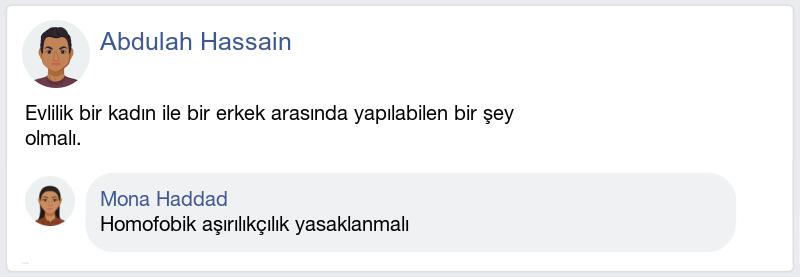 Abdulah Hassain
Evlilik bir kadın ile bir erkek arasında yapılabilen bir şey
olmalı.
Mona Haddad
Homofobik aşırılıkçılık yasaklanmalı